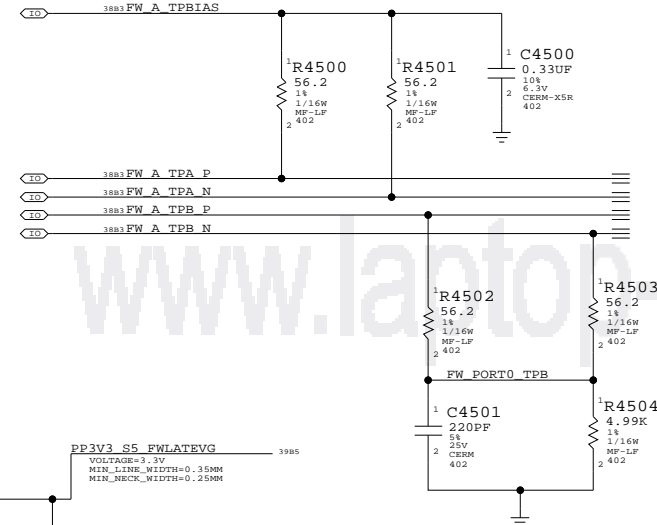 IO 38B3 FW_A_TPBIAS
1 R4500
56.2
1%
1/16W
MF-LF
2 402
1 R4501
56.2
1%
1/16W
MF-LF
2 402
1 C4500
0.33UF
10%
2 6.3V
CERM-X5R
402
IO 38B3 FW_A_TPA_P
IO 38B3 FW_A_TPA_N
IO 38B3 FW_A_TPB_P
IO 38B3 FW_A_TPB_N
www.laptop-
1 R4502
56.2
1%
1/16W
MF-LF
2 402
1 R4503
56.2
1%
1/16W
MF-LF
2 402
FW_PORT0_TPB
1 C4501
220PF
5%
2 25V
CERM
402
1 R4504
4.99K
1%
1/16W
MF-LF
2 402
PP3V3_S5_FWLATEVG 39B5
VOLTAGE=3.3V
MIN_LINE_WIDTH=0.35MM
MIN_NECK_WIDTH=0.25MM